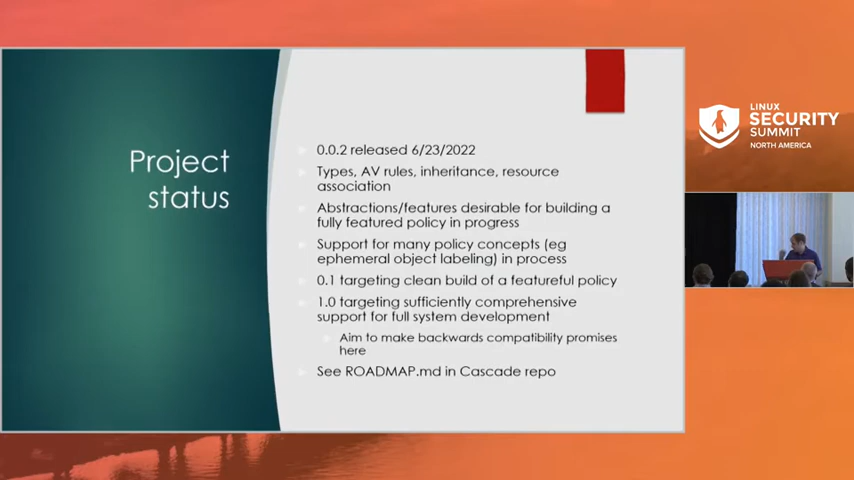 Project
status
0.0.2 released 6/23/2022
Types, AV rules, inheritance, resource
association
Abstractions/features desirable for building a
fully featured policy in progress
Support for many policy concepts (eg
ephemeral object labeling) in process
0.1 targeting clean build of a featureful policy
1.0 targeting sufficiently comprehensive
support for full system development
Aim to make backwards compatibility promises
here
See ROADMAP.md in Cascade repo
LINUX
SECURITY
SUMMIT
NORTH AMERICA